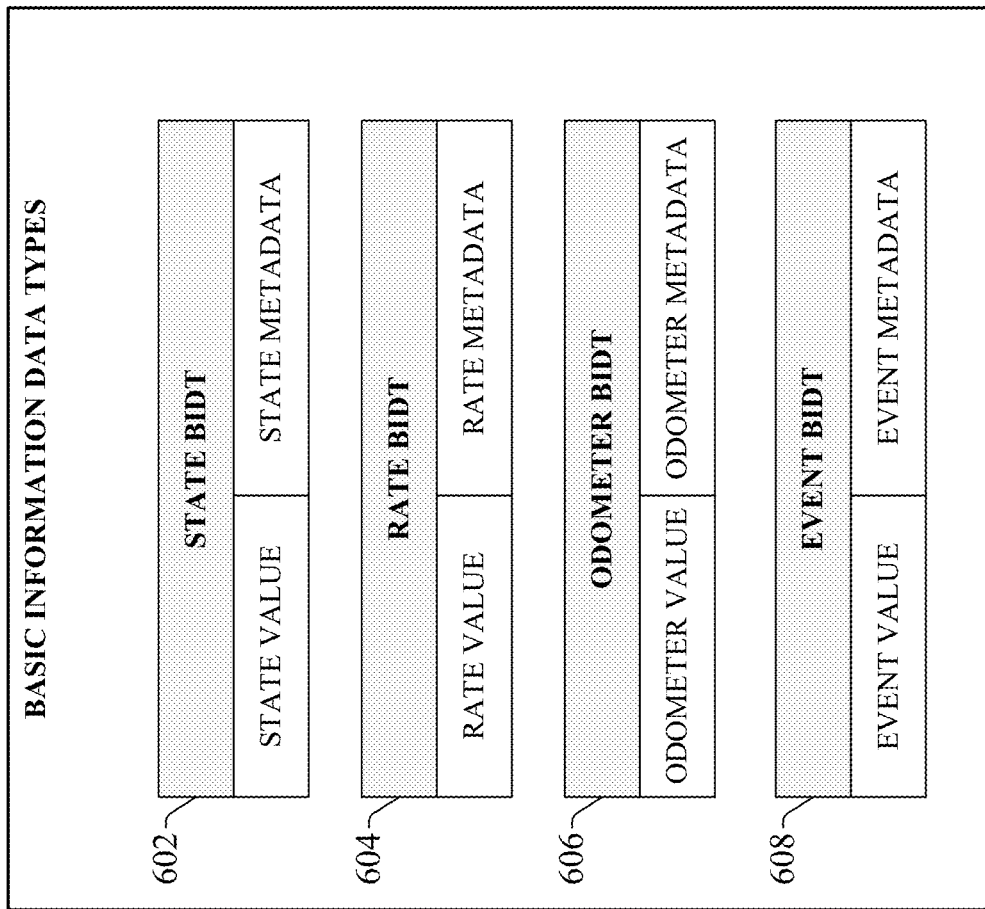 BASIC INFORMATION DATA TYPES
602
STATE BIDT
STATE VALUE
STATE METADATA
604
RATE BIDT
RATE VALUE
RATE METADATA
606
ODOMETER BIDT
ODOMETER VALUE
ODOMETER METADATA
608
EVENT BIDT
EVENT VALUE
EVENT METADATA